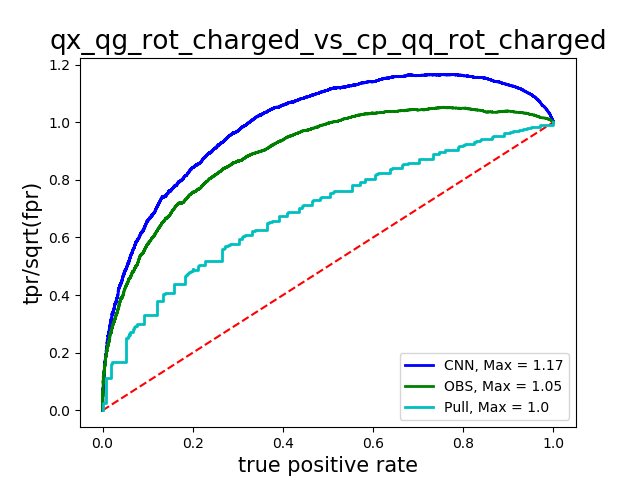 qx_qg_rot_charged_vs_cp_qq_rot_charged
tpr/sqrt(fpr)
1.2
1.0
0.8
0.6
0.4
0.2
0.0
CNN, Max = 1.17
OBS, Max = 1.05
Pull, Max = 1.0
0.0 0.2 0.4 0.6 0.8 1.0
true positive rate